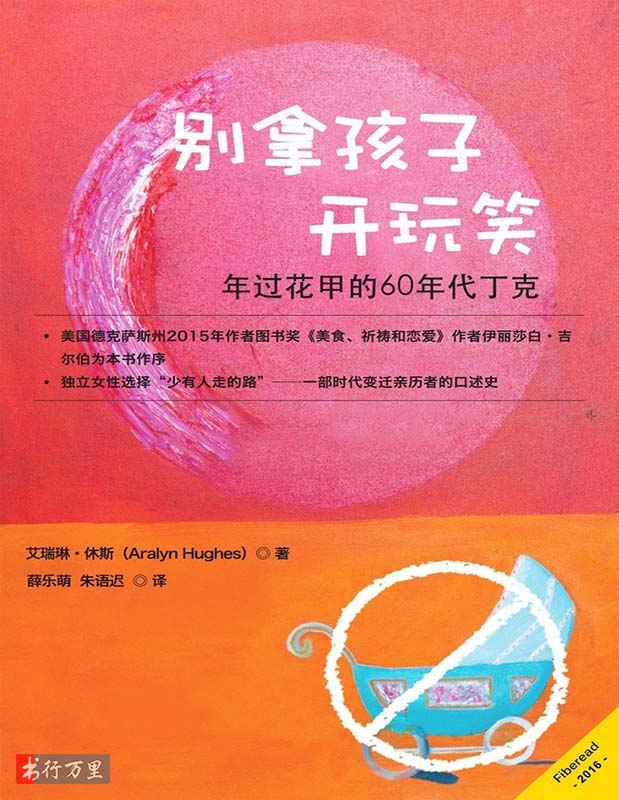 别拿孩子
开玩笑
年过花甲的60年代丁克
• 美国德克萨斯州2015年作者图书奖《美食、祈祷和恋爱》作者伊丽莎白·吉
尔伯为本书作序
• 独立女性选择“少有人走的路”——一部时代变迁亲历者的口述史
艾瑞琳·休斯（Aralyn Hughes）◎ 著
薛乐萌 朱语迟 ◎ 译
书行万里
Fiberead
- 2016 -